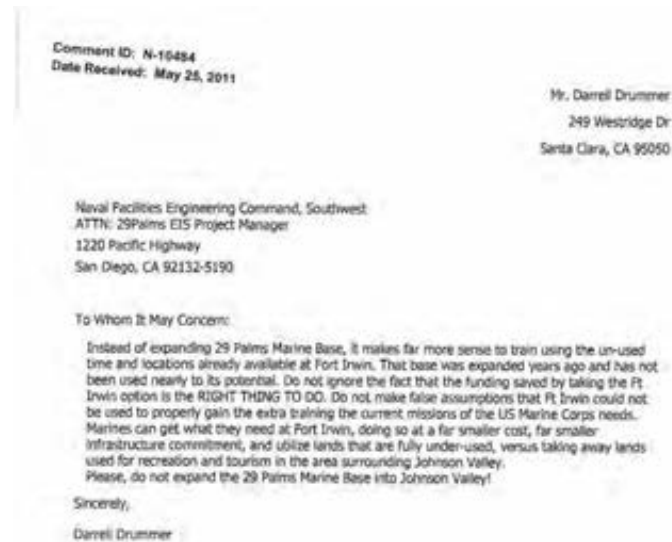 Comment ID: N-10484
Date Received: May 25, 2011
Mr. Darrell Drummer
249 Westridge Dr
Santa Clara, CA 95050
Naval Facilities Engineering Command, Southwest
ATTN: 29Palms EIS Project Manager
1220 Pacific Highway
San Diego, CA 92132-5190
To Whom It May Concern:
Instead of expanding 29 Palms Marine Base, it makes far more sense to train using the un-used
time and locations already available at Fort Irwin. That base was expanded years ago and has not
been used nearly to its potential. Do not ignore the fact that the funding saved by taking the Ft
Irwin option is the RIGHT THING TO DO. Do not make false assumptions that Ft Irwin could not
be used to properly gain the extra training the current missions of the US Marine Corps needs.
Marines can get what they need at Fort Irwin, doing so at a far smaller cost, far smaller
infrastructure commitment, and utilize lands that are fully under-used, versus taking away lands
used for recreation and tourism in the area surrounding Johnson Valley.
Please, do not expand the 29 Palms Marine Base into Johnson Valley!
Sincerely,
Darrell Drummer